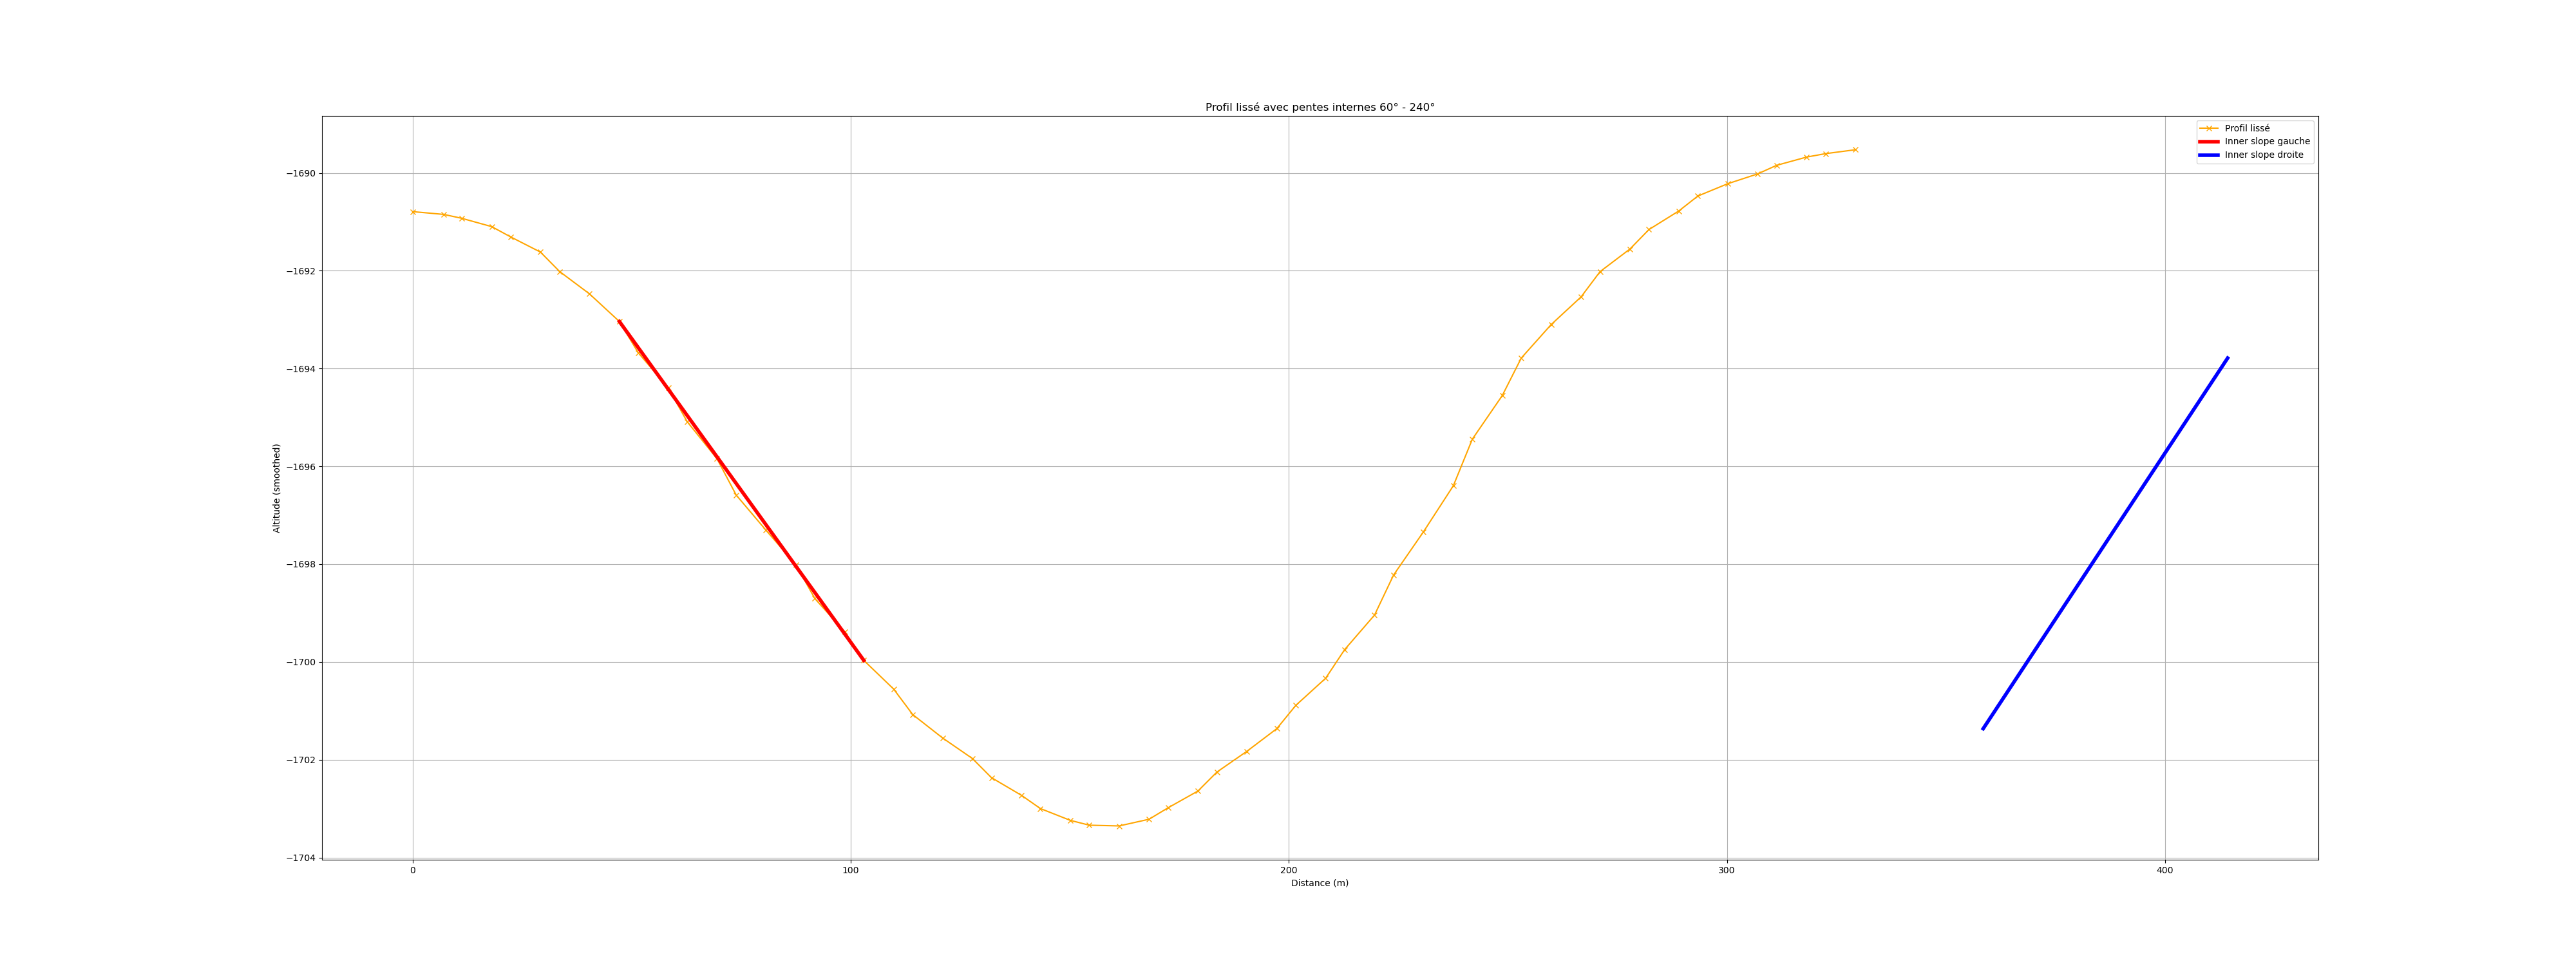 Profil lissé avec pentes internes 60° - 240°
Profil lissé
Inner slope gauche
Inner slope droite
Altitude (smoothed)
−1690
−1692
−1694
−1696
−1698
−1700
−1702
−1704
0
100
200
300
400
Distance (m)